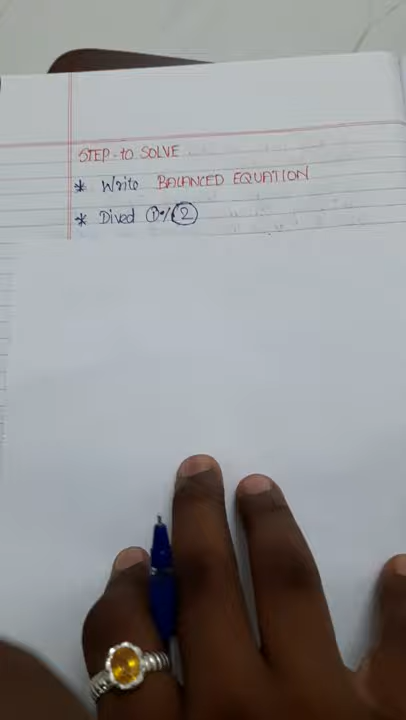 STEP-to SOLVE
* Write BALANCED EQUATION
* Dived ①%②